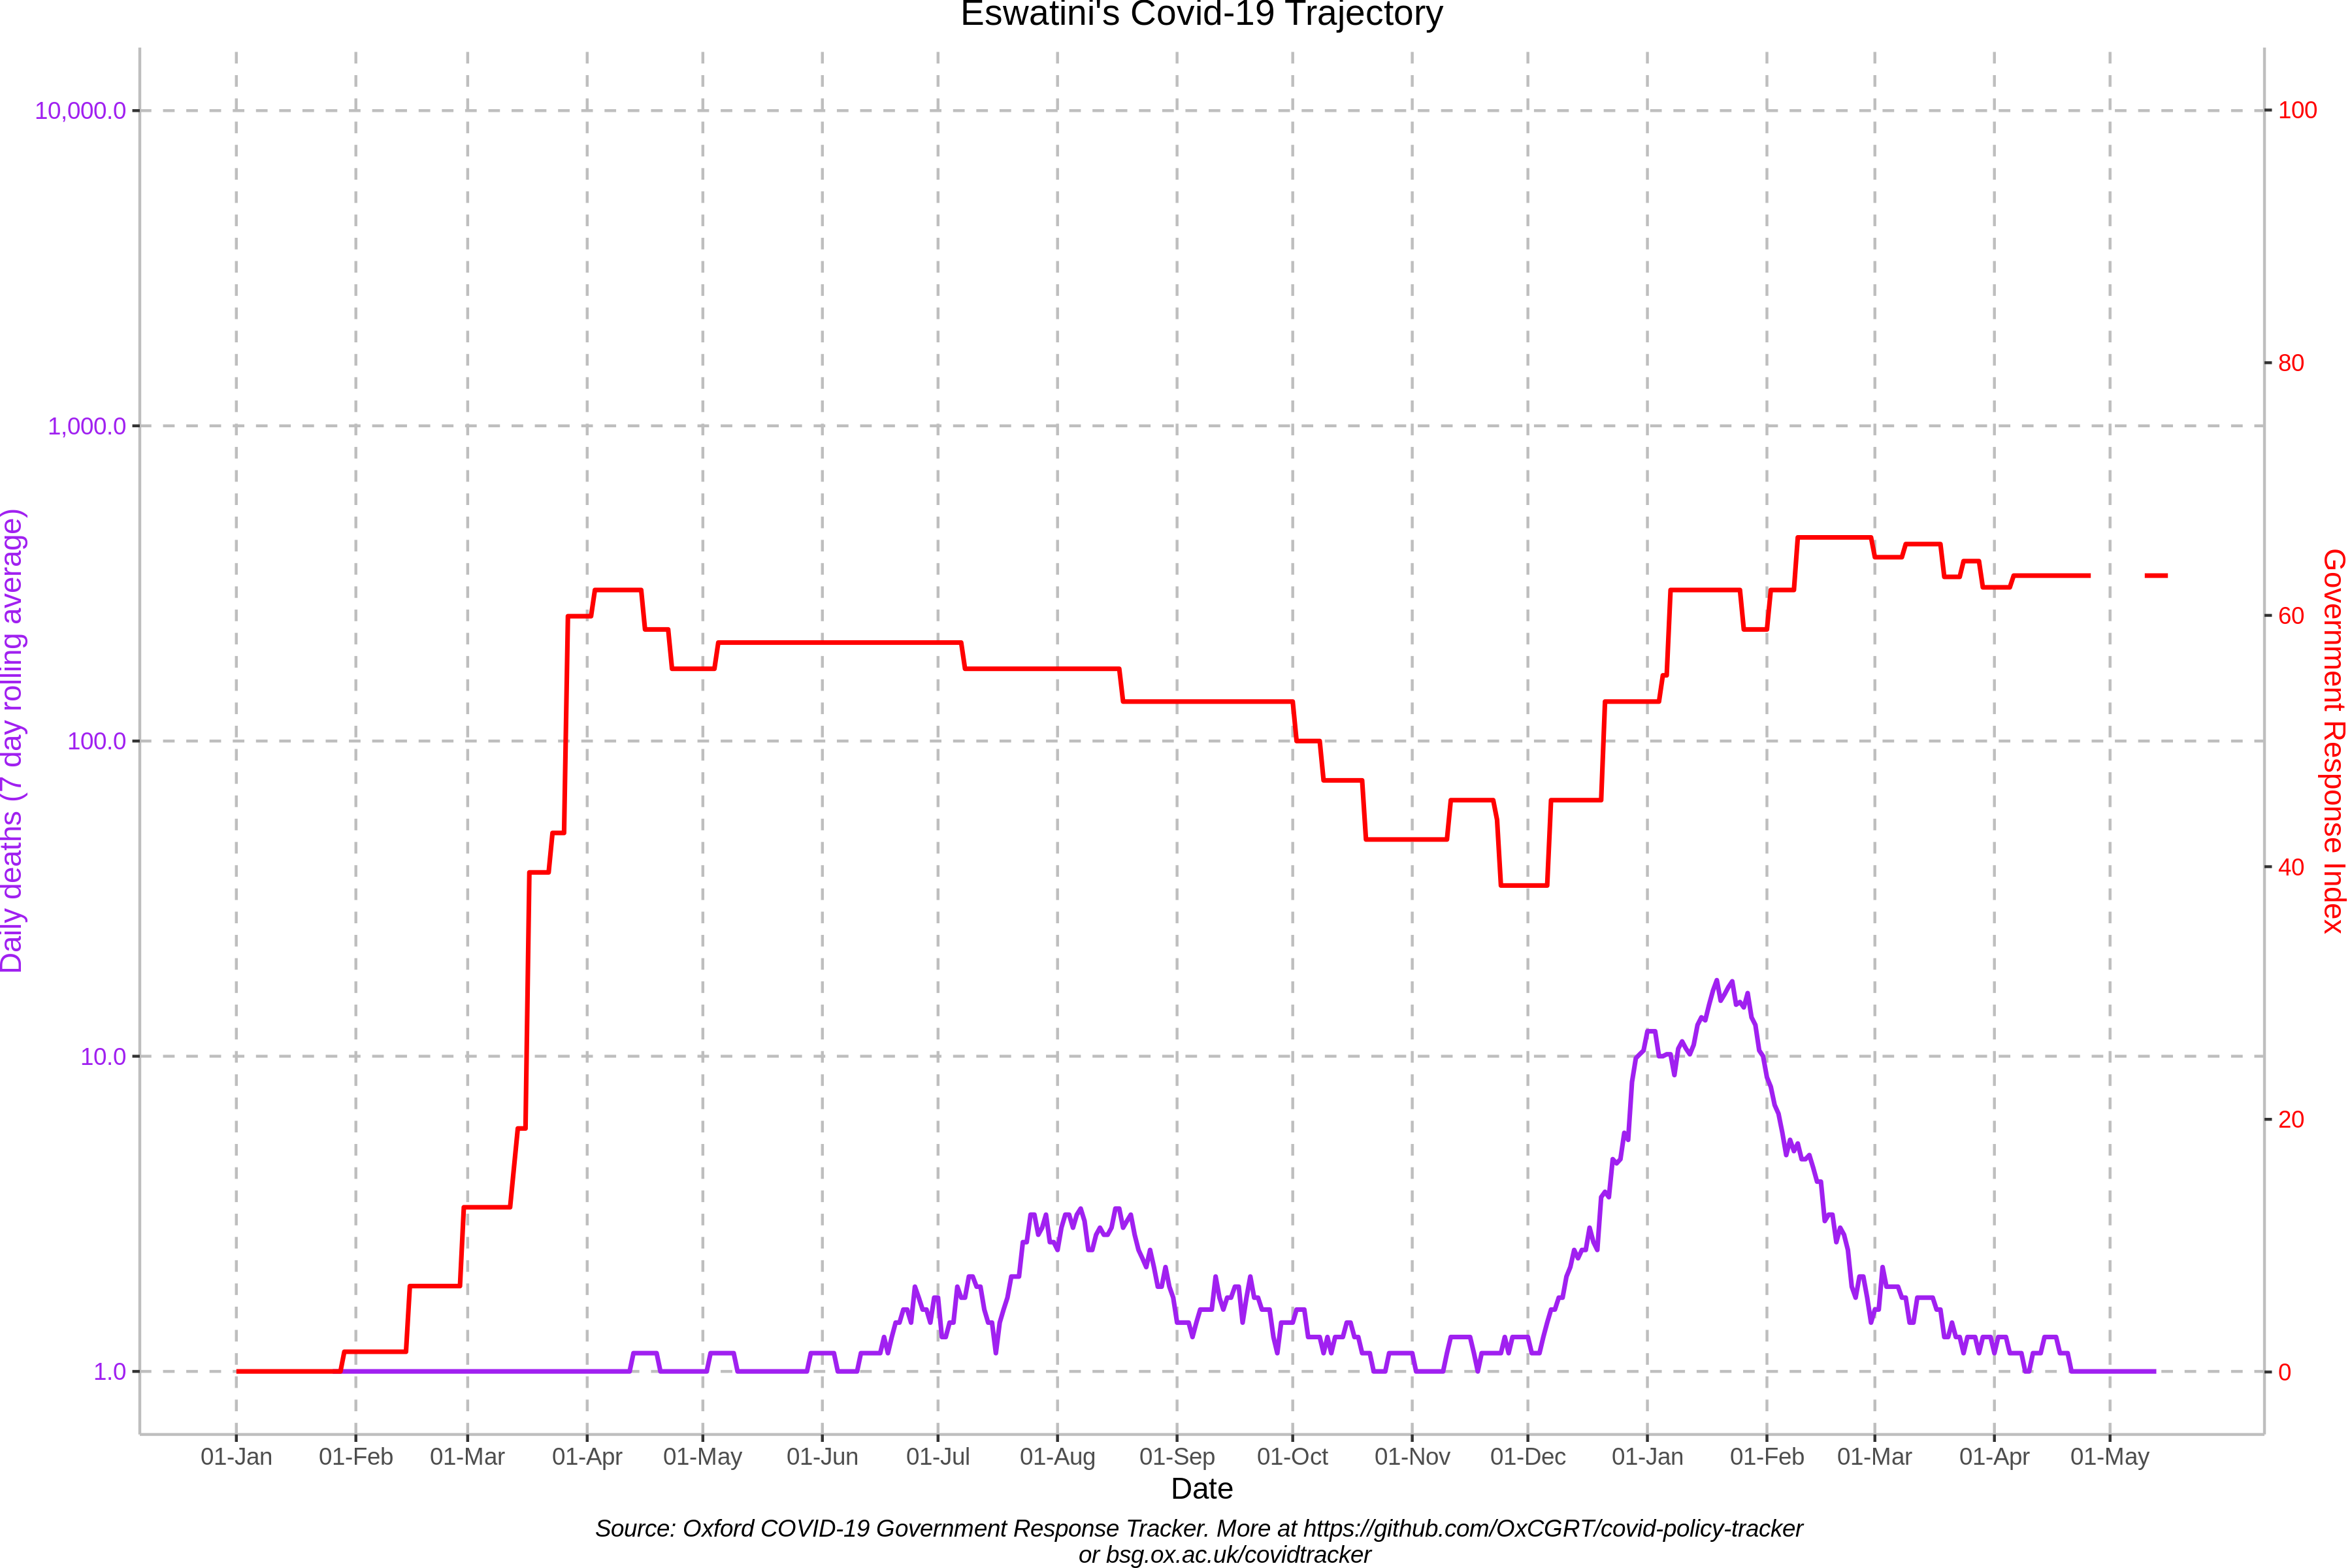 Eswatini's Covid-19 Trajectory
10,000.0
1,000.0
100.0
10.0
1.0
Daily deaths (7 day rolling average)
100
80
60
40
20
0
Government Response Index
01-Jan 01-Feb 01-Mar 01-Apr 01-May 01-Jun 01-Jul 01-Aug 01-Sep 01-Oct 01-Nov 01-Dec 01-Jan 01-Feb 01-Mar 01-Apr 01-May
Date
Source: Oxford COVID-19 Government Response Tracker. More at https://github.com/OxCGRT/covid-policy-tracker
or bsg.ox.ac.uk/covidtracker